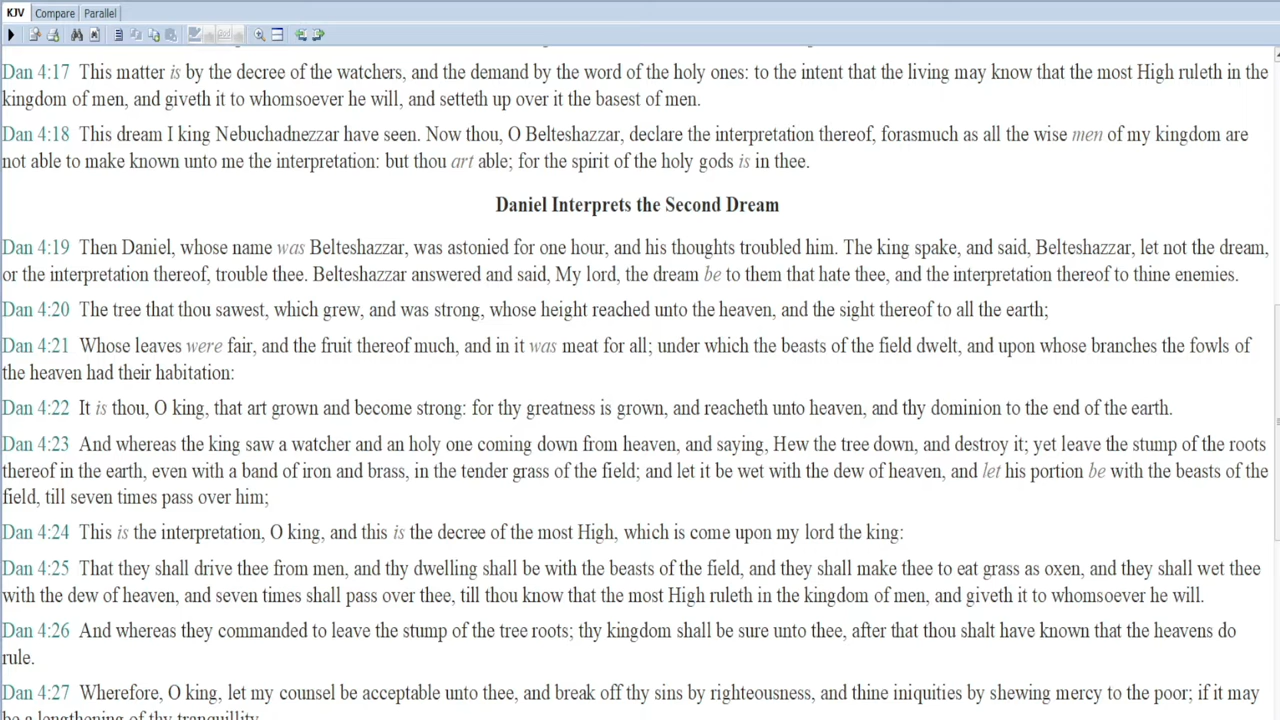 KJV Compare Parallel
Dan 4:17 This matter is by the decree of the watchers, and the demand by the word of the holy ones: to the intent that the living may know that the most High ruleth in the
kingdom of men, and giveth it to whomsoever he will, and setteth up over it the basest of men.
Dan 4:18 This dream I king Nebuchadnezzar have seen. Now thou, O Belteshazzar, declare the interpretation thereof, forasmuch as all the wise men of my kingdom are
not able to make known unto me the interpretation: but thou art able; for the spirit of the holy gods is in thee.
Daniel Interprets the Second Dream
Dan 4:19 Then Daniel, whose name was Belteshazzar, was astonied for one hour, and his thoughts troubled him. The king spake, and said, Belteshazzar, let not the dream,
or the interpretation thereof, trouble thee. Belteshazzar answered and said, My lord, the dream be to them that hate thee, and the interpretation thereof to thine enemies.
Dan 4:20 The tree that thou sawest, which grew, and was strong, whose height reached unto the heaven, and the sight thereof to all the earth;
Dan 4:21 Whose leaves were fair, and the fruit thereof much, and in it was meat for all; under which the beasts of the field dwelt, and upon whose branches the fowls of
the heaven had their habitation:
Dan 4:22 It is thou, O king, that art grown and become strong: for thy greatness is grown, and reacheth unto heaven, and thy dominion to the end of the earth.
Dan 4:23 And whereas the king saw a watcher and an holy one coming down from heaven, and saying, Hew the tree down, and destroy it; yet leave the stump of the roots
thereof in the earth, even with a band of iron and brass, in the tender grass of the field; and let it be wet with the dew of heaven, and let his portion be with the beasts of the
field, till seven times pass over him;
Dan 4:24 This is the interpretation, O king, and this is the decree of the most High, which is come upon my lord the king:
Dan 4:25 That they shall drive thee from men, and thy dwelling shall be with the beasts of the field, and they shall make thee to eat grass as oxen, and they shall wet thee
with the dew of heaven, and seven times shall pass over thee, till thou know that the most High ruleth in the kingdom of men, and giveth it to whomsoever he will.
Dan 4:26 And whereas they commanded to leave the stump of the tree roots; thy kingdom shall be sure unto thee, after that thou shalt have known that the heavens do
rule.
Dan 4:27 Wherefore, O king, let my counsel be acceptable unto thee, and break off thy sins by righteousness, and thine iniquities by shewing mercy to the poor; if it may
be a lengthening of thy tranquillity.